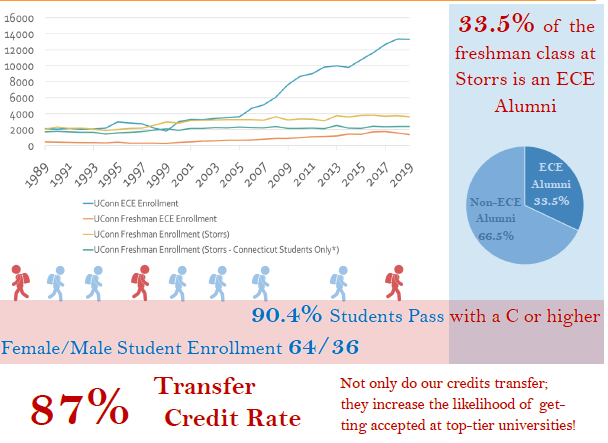 16000
14000
12000
10000
8000
6000
4000
2000
0
1989
1991
1993
1995
1997
1999
2001
2003
2005
2007
2009
2011
2013
2015
2017
2019
UConn ECE Enrollment
UConn Freshman ECE Enrollment
UConn Freshman Enrollment (Storrs)
UConn Freshman Enrollment (Storrs - Connecticut Students Only*)
33.5% of the
freshman class at
Storrs is an ECE
Alumni
ECE
Alumni
33.5%
Non-ECE
Alumni
66.5%
90.4% Students Pass with a C or higher
Female/Male Student Enrollment 64/36
87% Transfer
Credit Rate
Not only do our credits transfer;
they increase the likelihood of get-
ting accepted at top-tier universities!